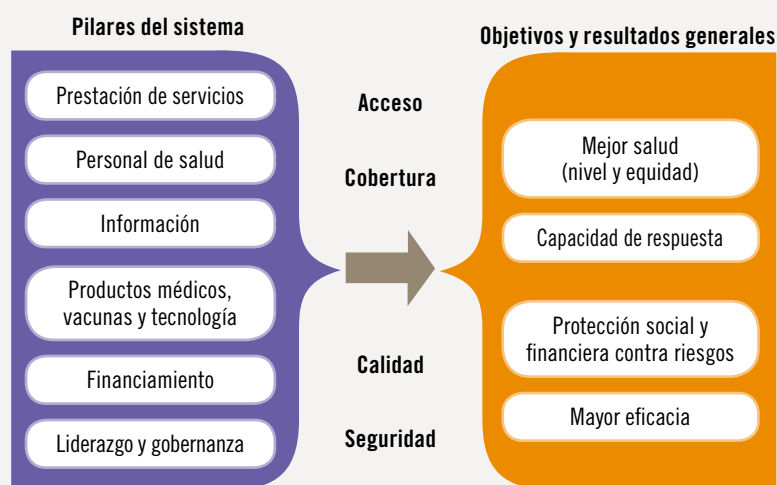 Pilares del sistema
Prestación de servicios
Personal de salud
Información
Productos médicos,
vacunas y tecnología
Financiamiento
Liderazgo y gobernanza
Acceso
Cobertura
Calidad
Seguridad
Objetivos y resultados generales
Mejor salud
(nivel y equidad)
Capacidad de respuesta
Protección social y
financiera contra riesgos
Mayor eficacia